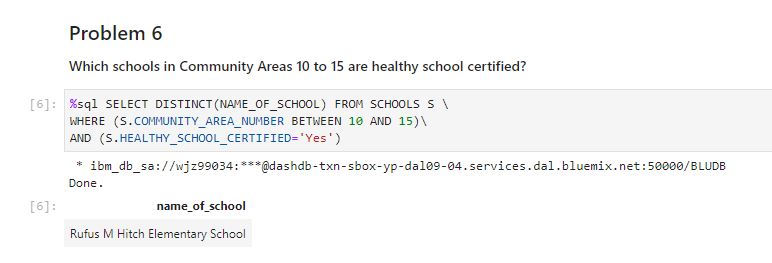 Problem 6
Which schools in Community Areas 10 to 15 are healthy school certified?
[6]: %sql SELECT DISTINCT(NAME_OF_SCHOOL) FROM SCHOOLS S \
WHERE (S.COMMUNITY_AREA_NUMBER BETWEEN 10 AND 15)\
AND (S.HEALTHY_SCHOOL_CERTIFIED='Yes')
* ibm_db_sa://wjz99034:***@dashdb-txn-sbox-yp-dal09-04.services.dal.bluemix.net:50000/BLUDB
Done.
[6]: name_of_school
Rufus M Hitch Elementary School